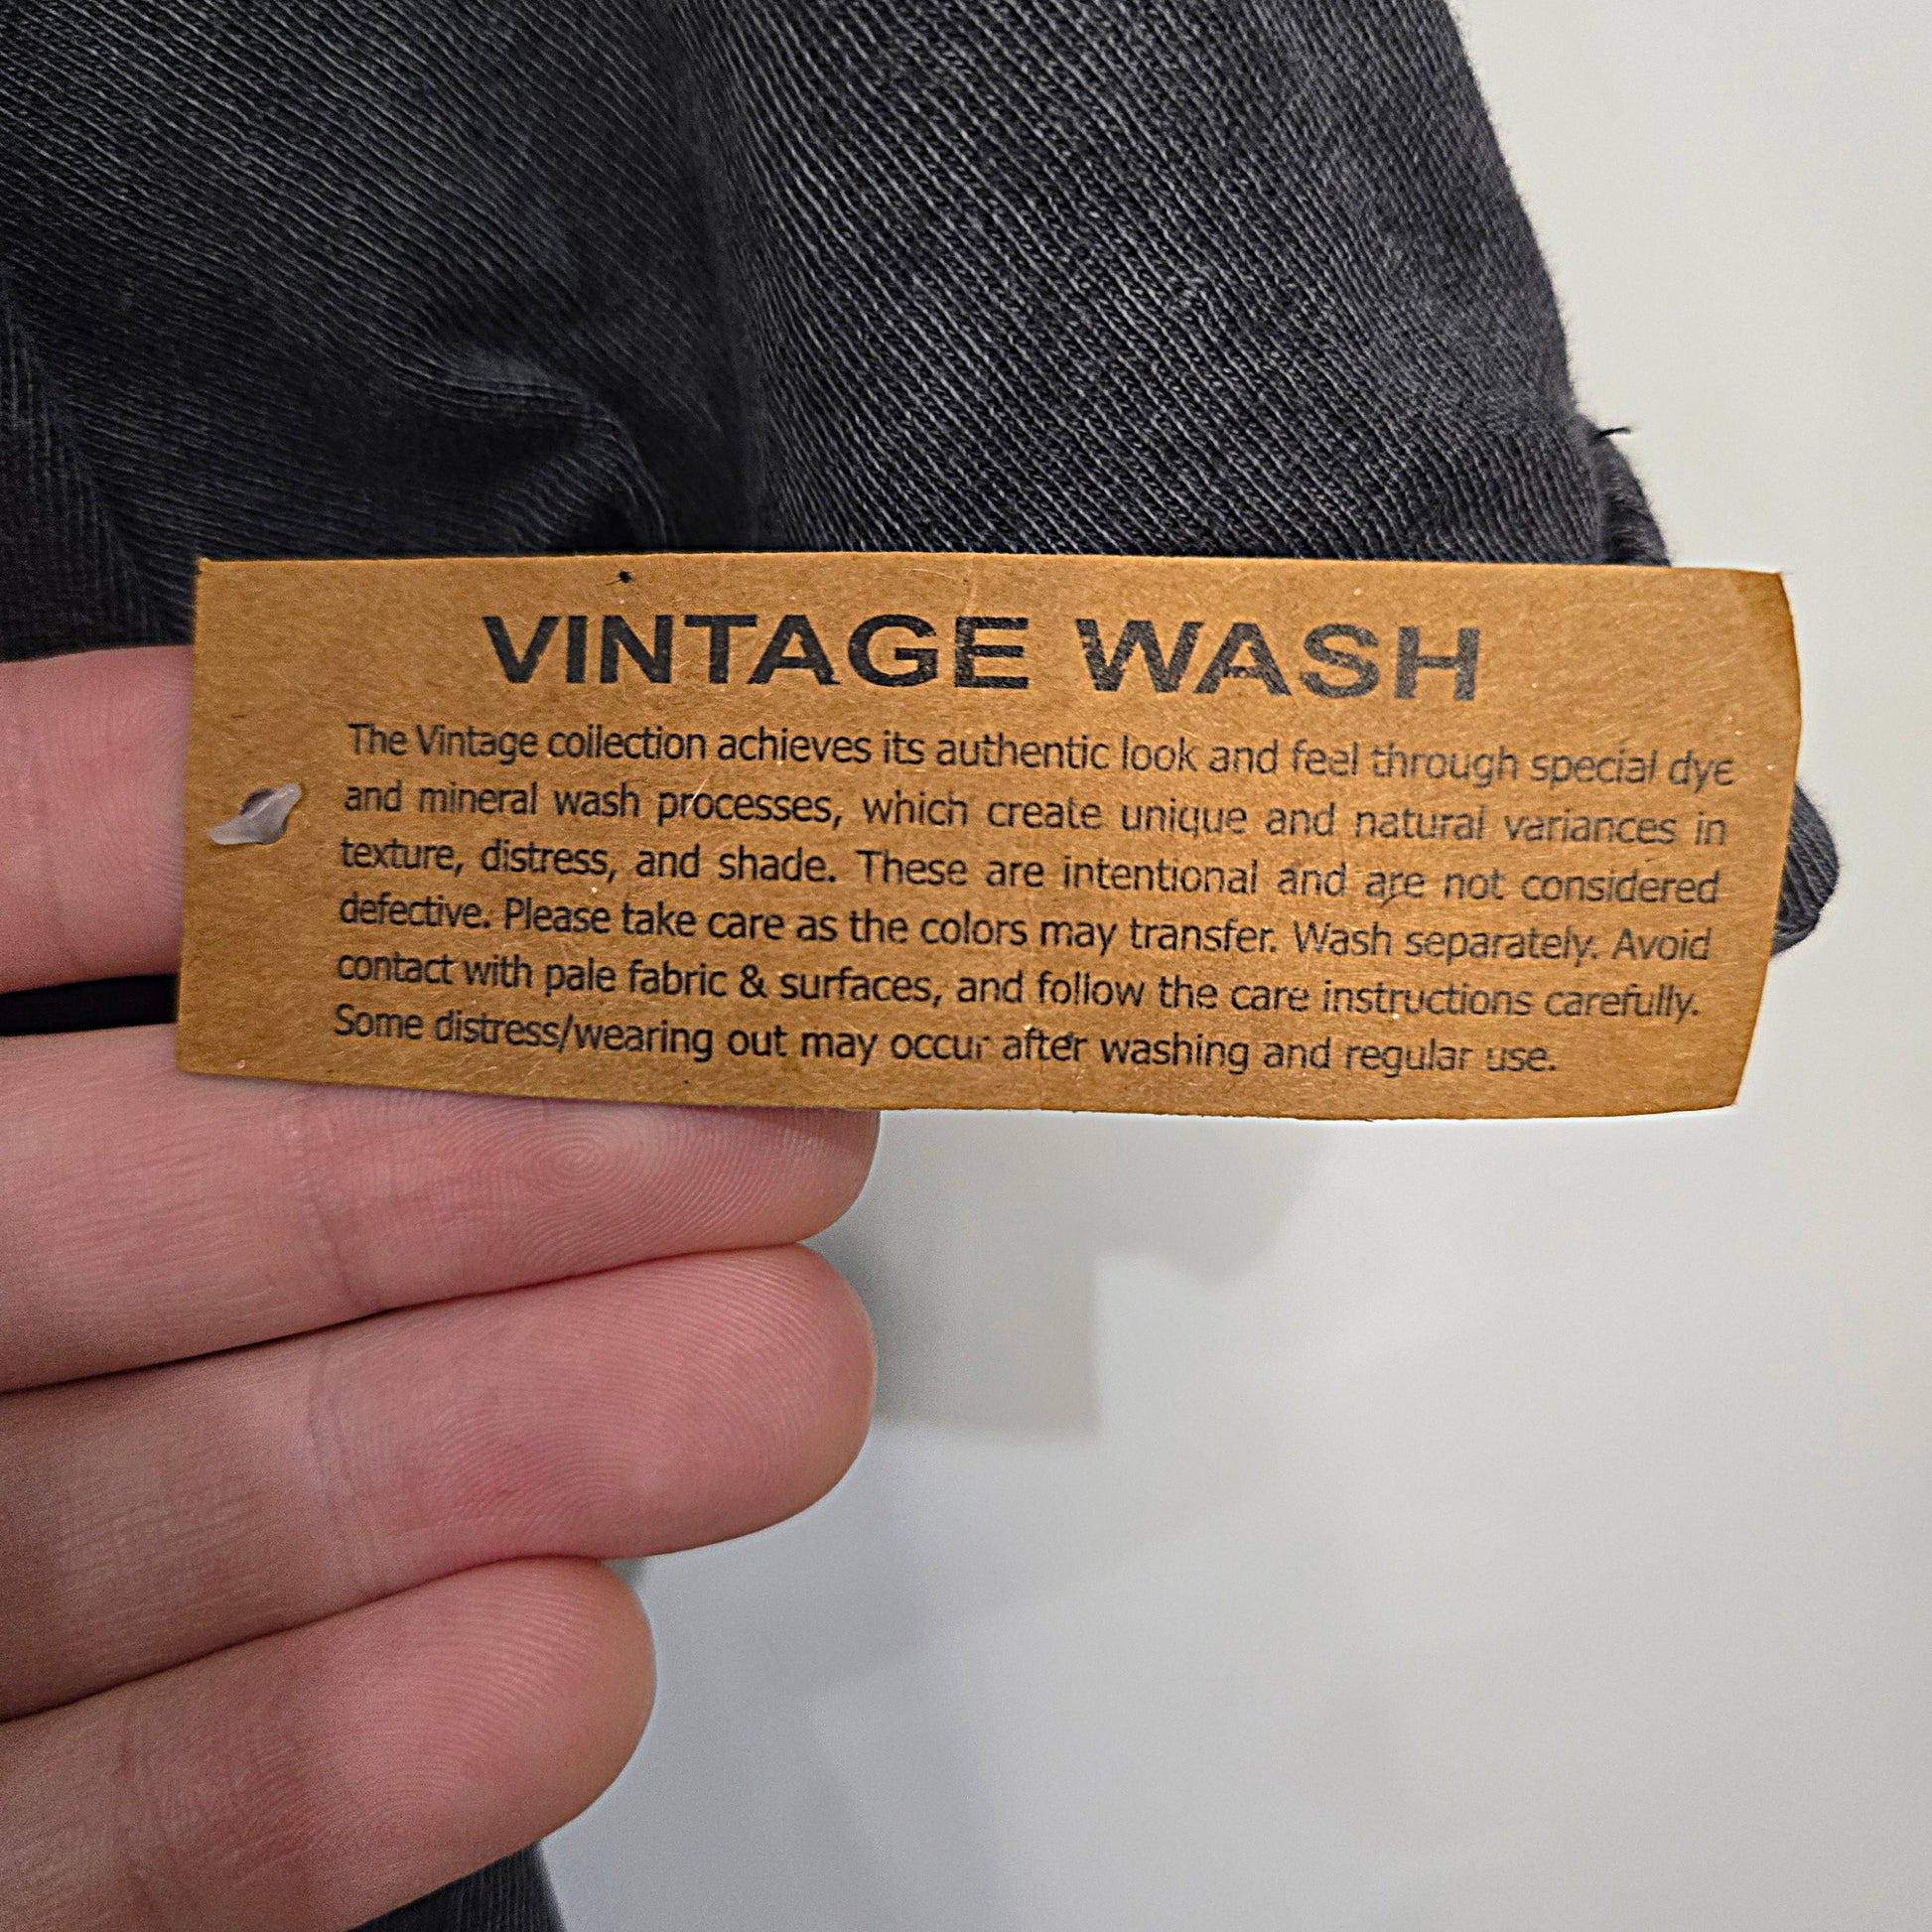 VINTAGE WASH
The Vintage collection achieves its authentic look and feel through special dye
and mineral wash processes, which create unique and natural variances in
texture, distress, and shade. These are intentional and are not considered
defective. Please take care as the colors may transfer. Wash separately. Avoid
contact with pale fabric & surfaces, and follow the care instructions carefully.
Some distress/wearing out may occur after washing and regular use.